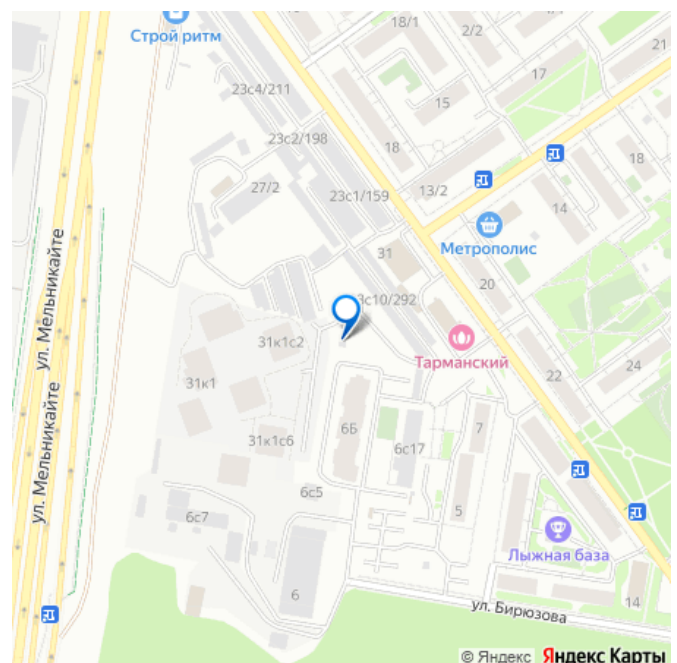 18/1
2/2
Строй ритм
21
17
23с4/211
15
23с2/198
18
18
27/2
23с1/159
13/2
14
Метрополис
31
ул. Мельникайте
20
3с10/292
31к1с2
Тарманский
24
22
31к1
6Б
7
31к1с6
6с17
ул. Мельникайте
6с5
5
6с7
Лыжная база
6
14
ул. Бирюзова
© Яндекс Яндекс Карты